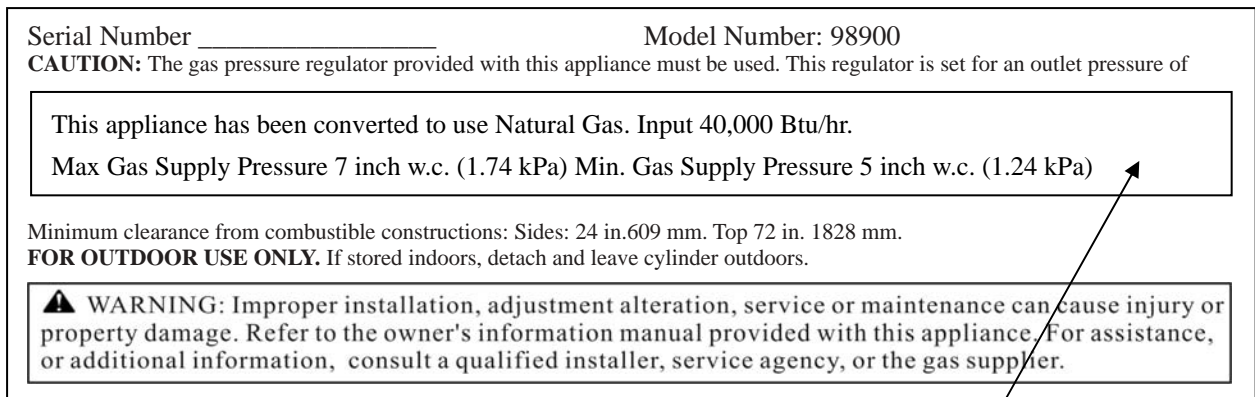 Serial Number _________________ Model Number: 98900
CAUTION: The gas pressure regulator provided with this appliance must be used. This regulator is set for an outlet pressure of
This appliance has been converted to use Natural Gas. Input 40,000 Btu/hr.
Max Gas Supply Pressure 7 inch w.c. (1.74 kPa) Min. Gas Supply Pressure 5 inch w.c. (1.24 kPa)
Minimum clearance from combustible constructions: Sides: 24 in.609 mm. Top 72 in. 1828 mm.
FOR OUTDOOR USE ONLY. If stored indoors, detach and leave cylinder outdoors.
⚠ WARNING: Improper installation, adjustment alteration, service or maintenance can cause injury or
property damage. Refer to the owner's information manual provided with this appliance. For assistance,
or additional information, consult a qualified installer, service agency, or the gas supplier.